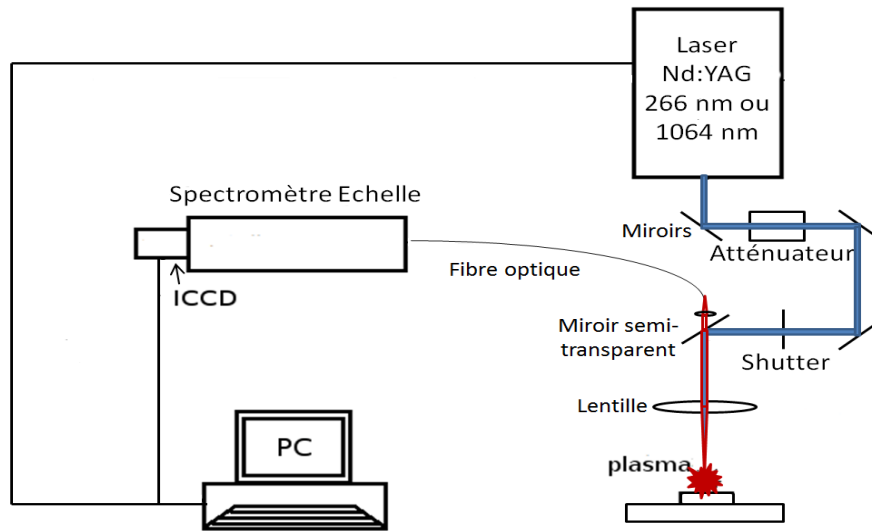 Laser
Nd:YAG
266 nm ou
1064 nm
Spectromètre Echelle
Miroirs
Atténuateur
Fibre optique
ICCD
Miroir semi-
transparent
Shutter
Lentille
PC
plasma